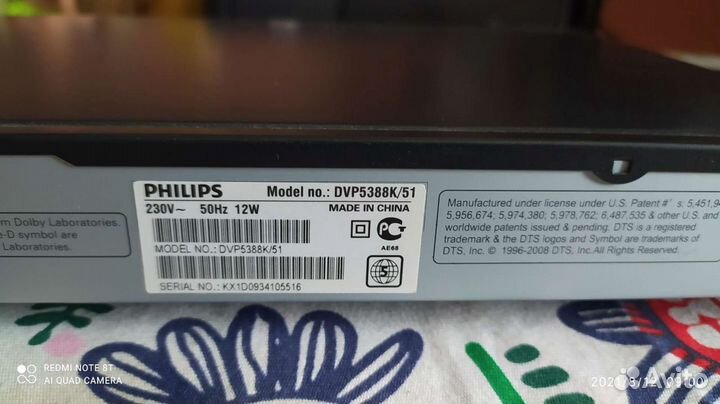 PHILIPS Model no.: DVP5388K/51
230V~ 50Hz 12W MADE IN CHINA
PG
AE68
MODEL NO.: DVP5388K/51
5
SERIAL NO.: KX1D0934105516
m Dolby Laboratories.
e-D symbol are
Laboratories.
Manufactured under license under U.S. Patent #' s: 5,451,9
5,956,674; 5,974,380; 5,978,762; 6,487,535 & other U.S. and
worldwide patents issued & pending. DTS is a registered
trademark & the DTS logos and Symbol are trademarks of
DTS, Inc. © 1996-2008 DTS, Inc. All Rights Reserved.
REDMI NOTE 8T
AI QUAD CAMERA
Avito